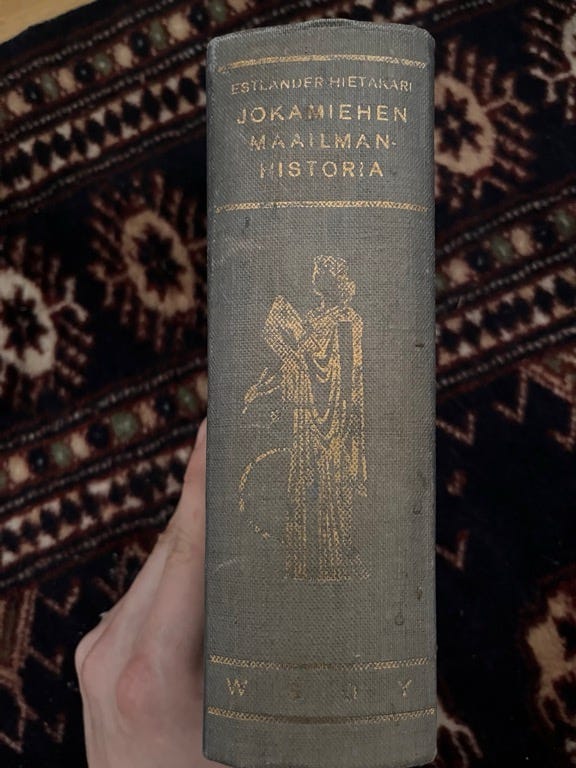 ESTLANDER-HIETAKARI
JOKAMIEHEN
MAAILMAN-
HISTORIA
W S O Y